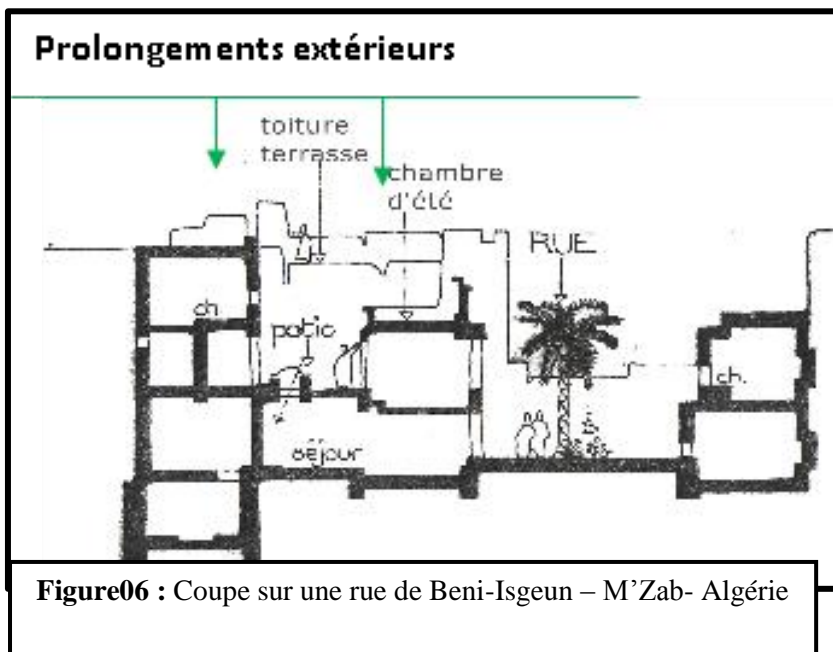 Prolongements extérieurs
toiture
terrasse
chambre
d'été
RUE
ch
patio
ch.
séjour
Figure06 : Coupe sur une rue de Beni-Isgeun – M'Zab- Algérie